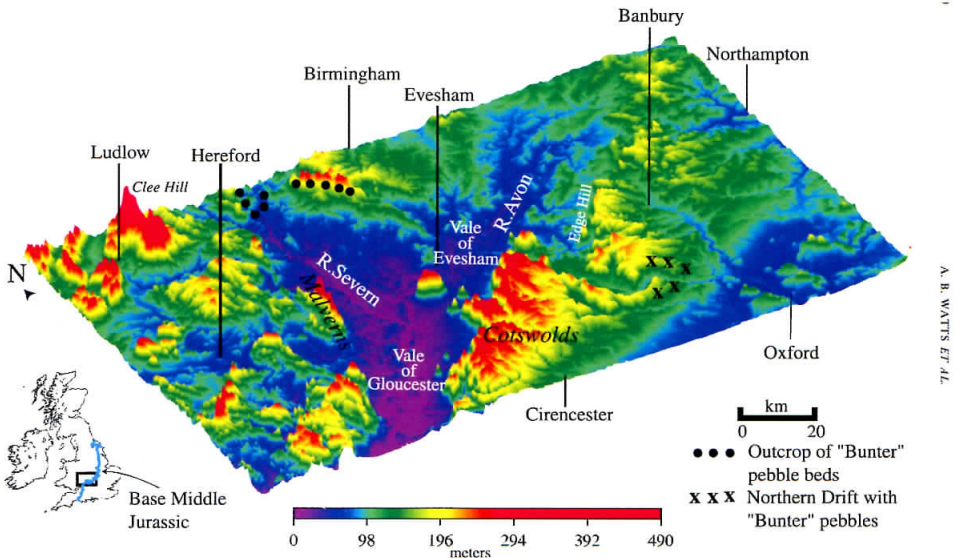 Banbury
Northampton
Birmingham
Evesham
Ludlow
Hereford
Clee Hill
R.Avon
Edge Hill
Vale
of
Evesham
N
R.Severn
Malverns
Cotswolds
Vale
of
Gloucester
Oxford
Cirencester
A. B. WATTS ET AL.
km
0 20
Outcrop of "Bunter"
pebble beds
x x x Northern Drift with
"Bunter" pebbles
x x x
x x
Base Middle
Jurassic
0 98 196 294 392 490
meters